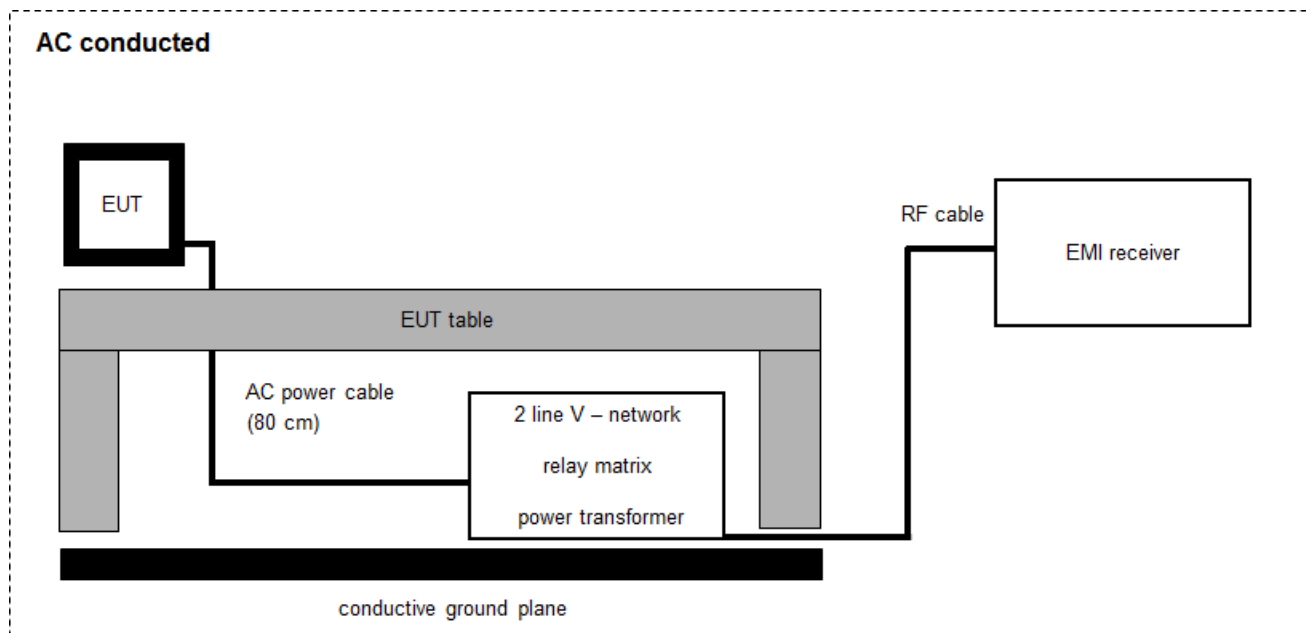 AC conducted
EUT
RF cable
EMI receiver
EUT table
AC power cable
(80 cm)
2 line V – network
relay matrix
power transformer
conductive ground plane